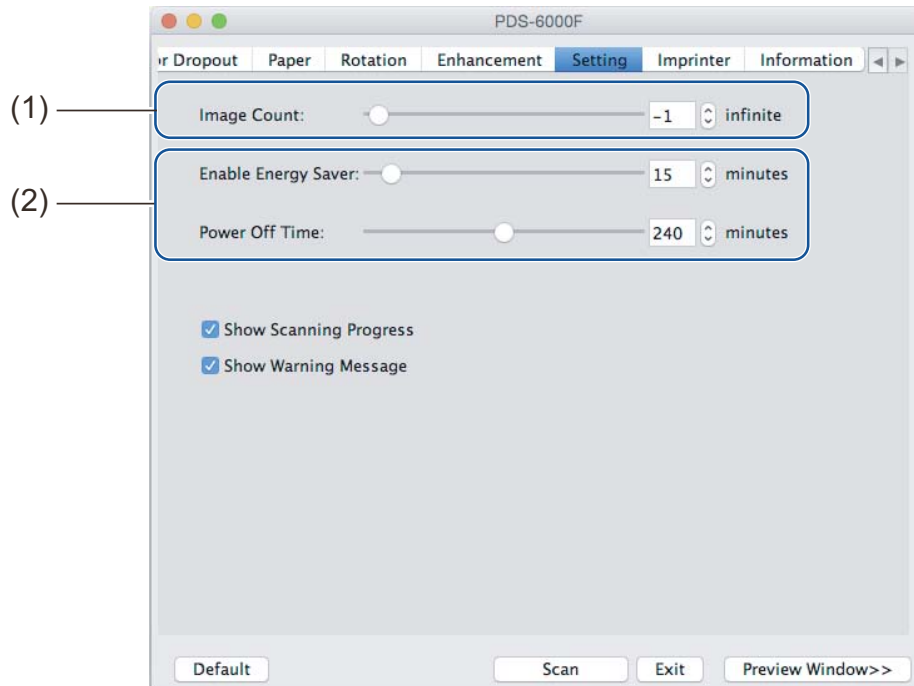 PDS-6000F
or Dropout Paper Rotation Enhancement Setting Imprinter Information
(1)
Image Count: -1 infinite
(2)
Enable Energy Saver: 15 minutes
Power Off Time: 240 minutes
Show Scanning Progress
Show Warning Message
Default Scan Exit Preview Window>>